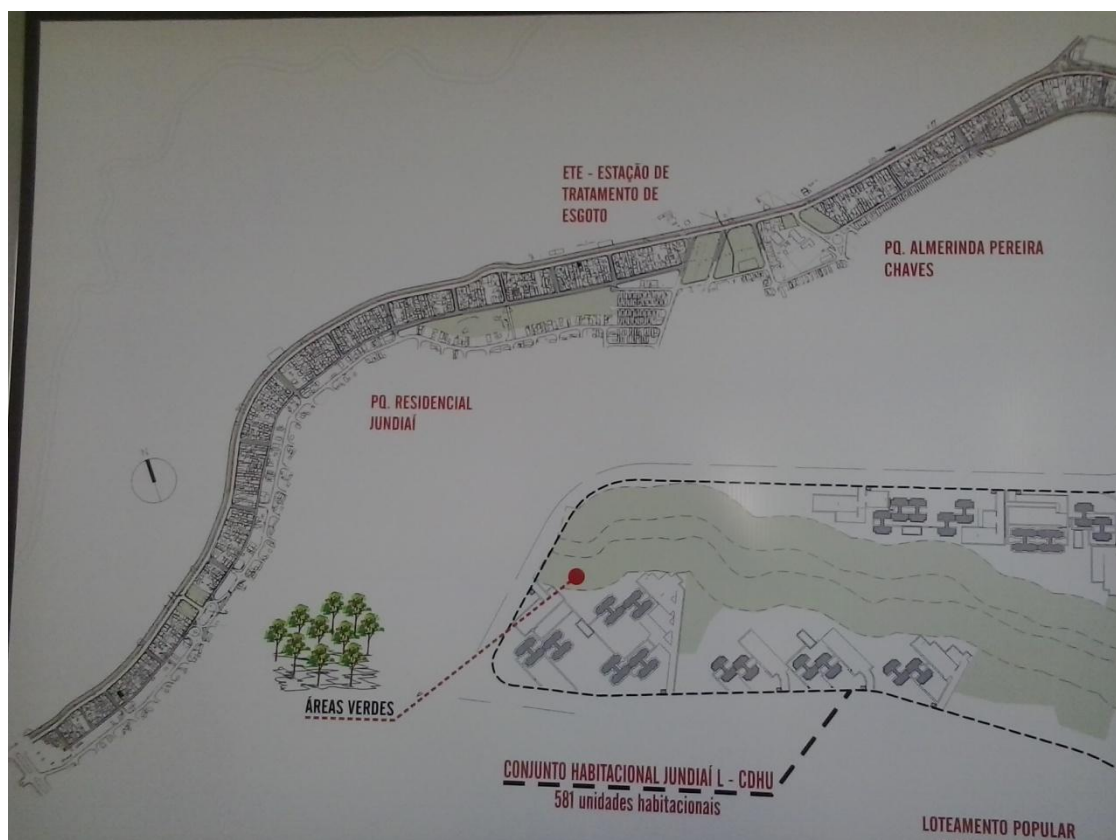 ETE - ESTAÇÃO DE
TRATAMENTO DE
ESGOTO
PQ. ALMERINDA PEREIRA
CHAVES
PQ. RESIDENCIAL
JUNDIAÍ
N
ÁREAS VERDES
CONJUNTO HABITACIONAL JUNDIAÍ L - CDHU
581 unidades habitacionais
LOTEAMENTO POPULAR